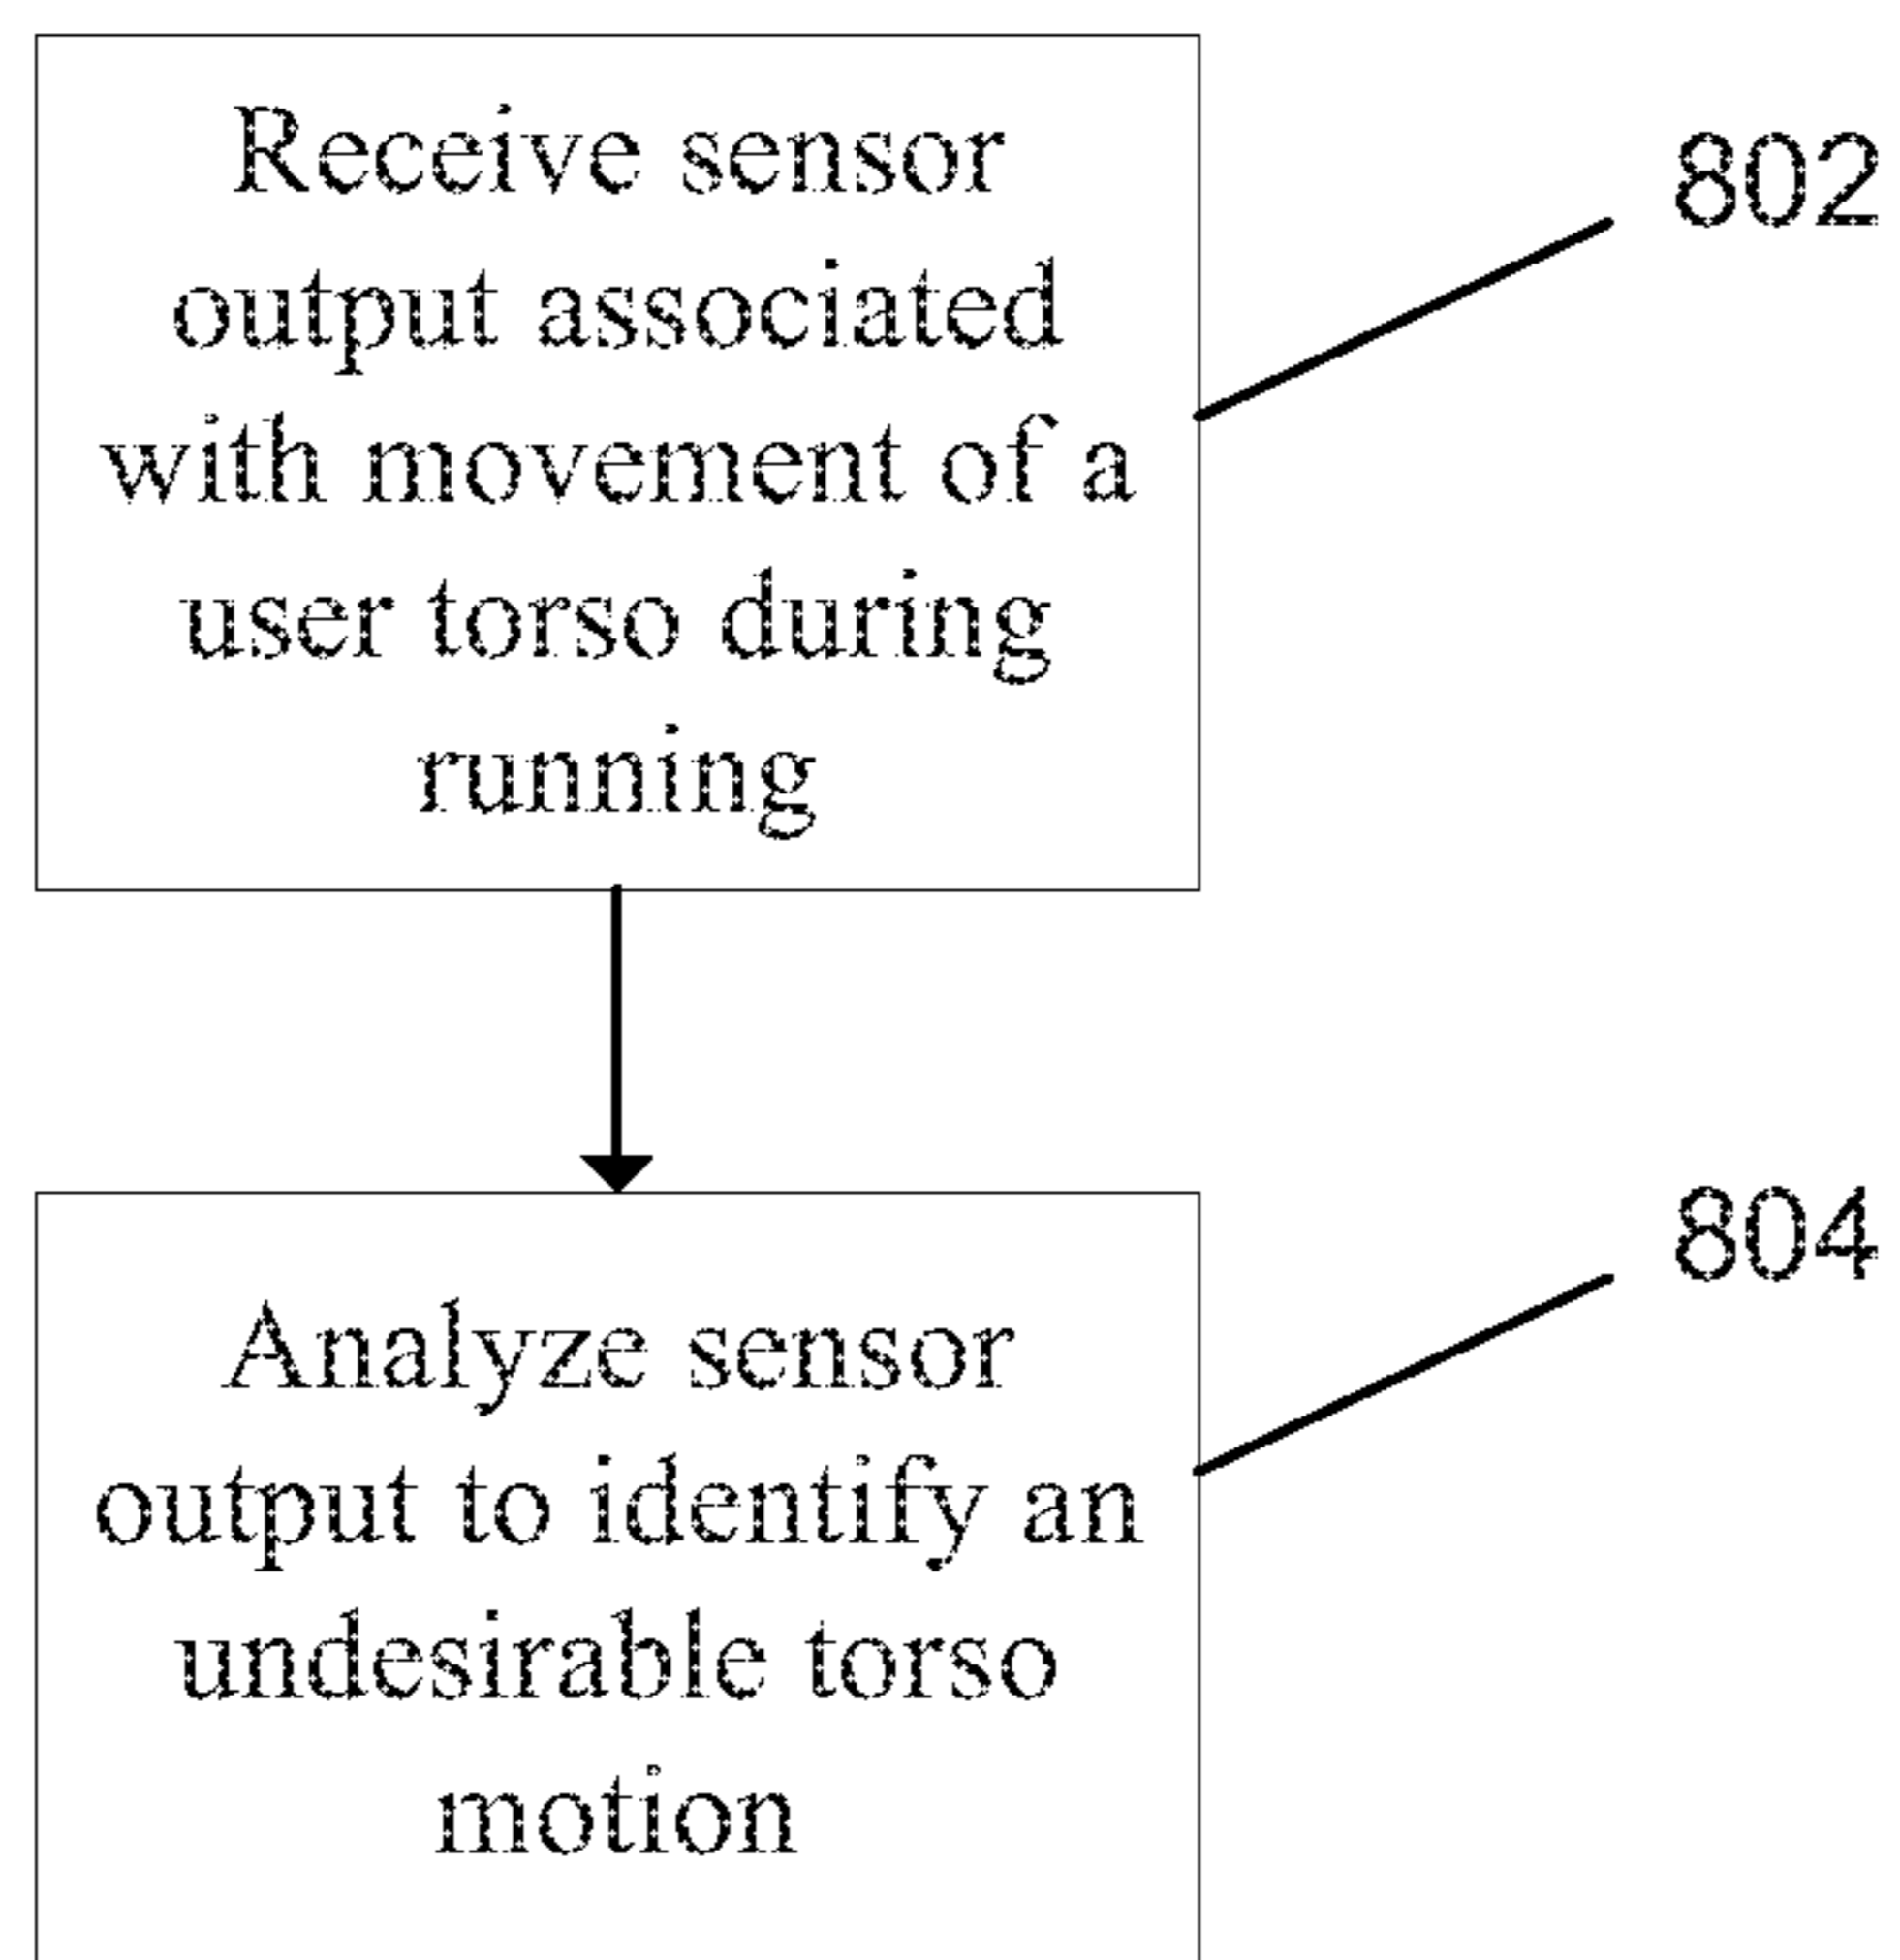 Receive sensor
output associated
with movement of a
user torso during
running
802
Analyze sensor
output to identify an
undesirable torso
motion
804